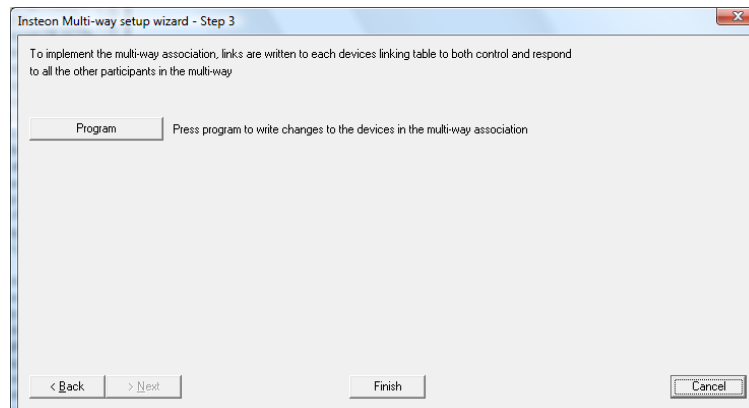 Insteon Multi-way setup wizard - Step 3
To implement the multi-way association, links are written to each devices linking table to both control and respond
to all the other participants in the multi-way
Program
Press program to write changes to the devices in the multi-way association
< Back
> Next
Finish
Cancel